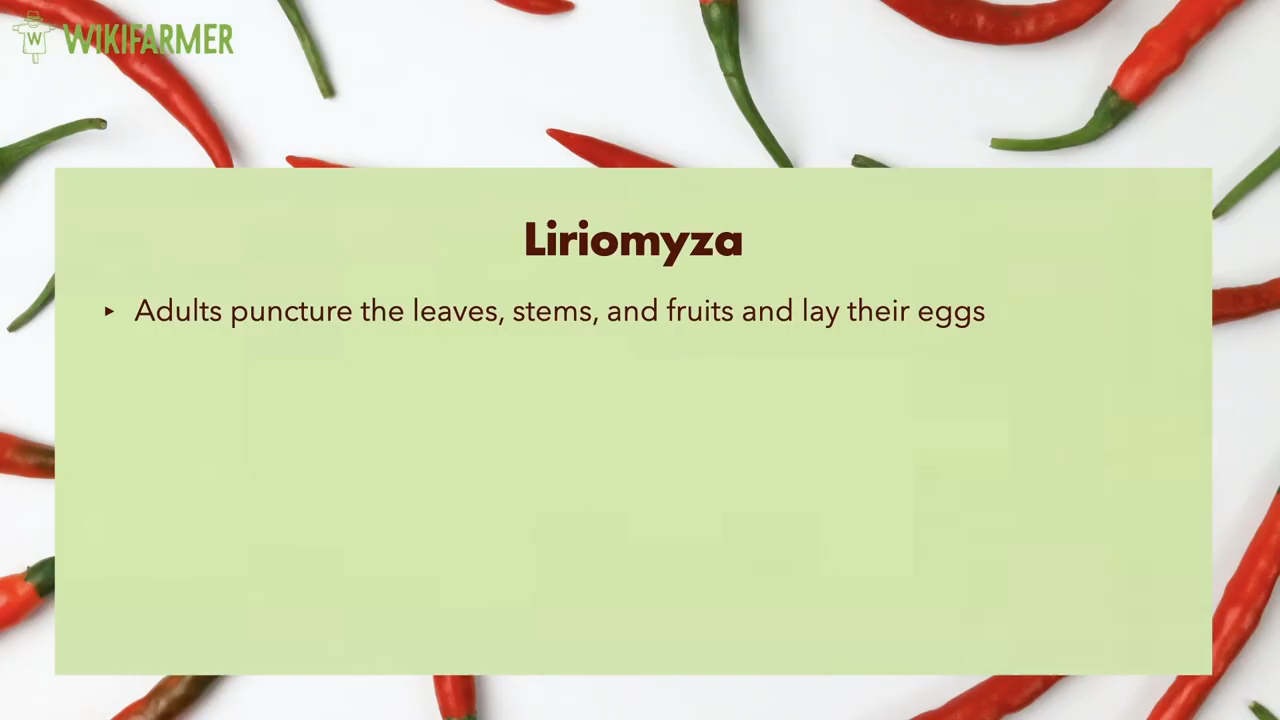 W WIKIFARMER
Liriomyza
‣ Adults puncture the leaves, stems, and fruits and lay their eggs